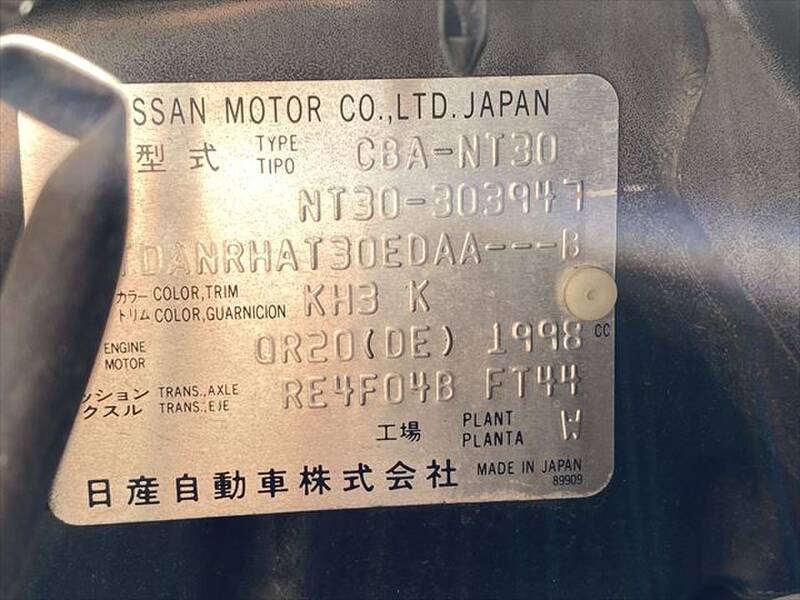 SSAN MOTOR CO.,LTD. JAPAN
型式 TYPE TIPO CBA-NT30
NT30-303947
TDANRHAT30EDAA---B
カラー COLOR,TRIM KH3 K
トリム COLOR,GUARNICION
ENGINE MOTOR QR20(DE) 1998 CC
ッション TRANS.,AXLE RE4F04B FT44
クスル TRANS.,EJE
工場 PLANT PLANTA W
日産自動車株式会社 MADE IN JAPAN
89909